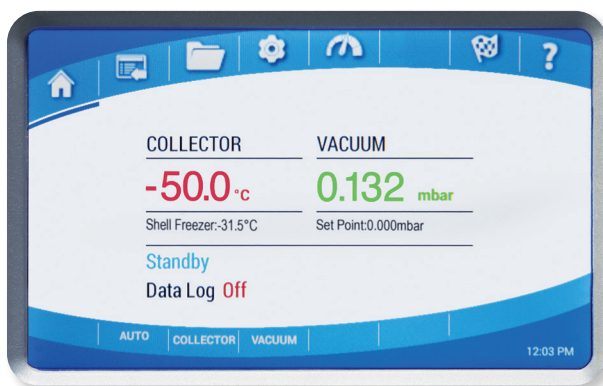 ?
COLLECTOR VACUUM
-50.0 °C 0.132 mbar
Shell Freezer:-31.5°C Set Point:0.000mbar
Standby
Data Log Off
AUTO COLLECTOR VACUUM
12:03 PM